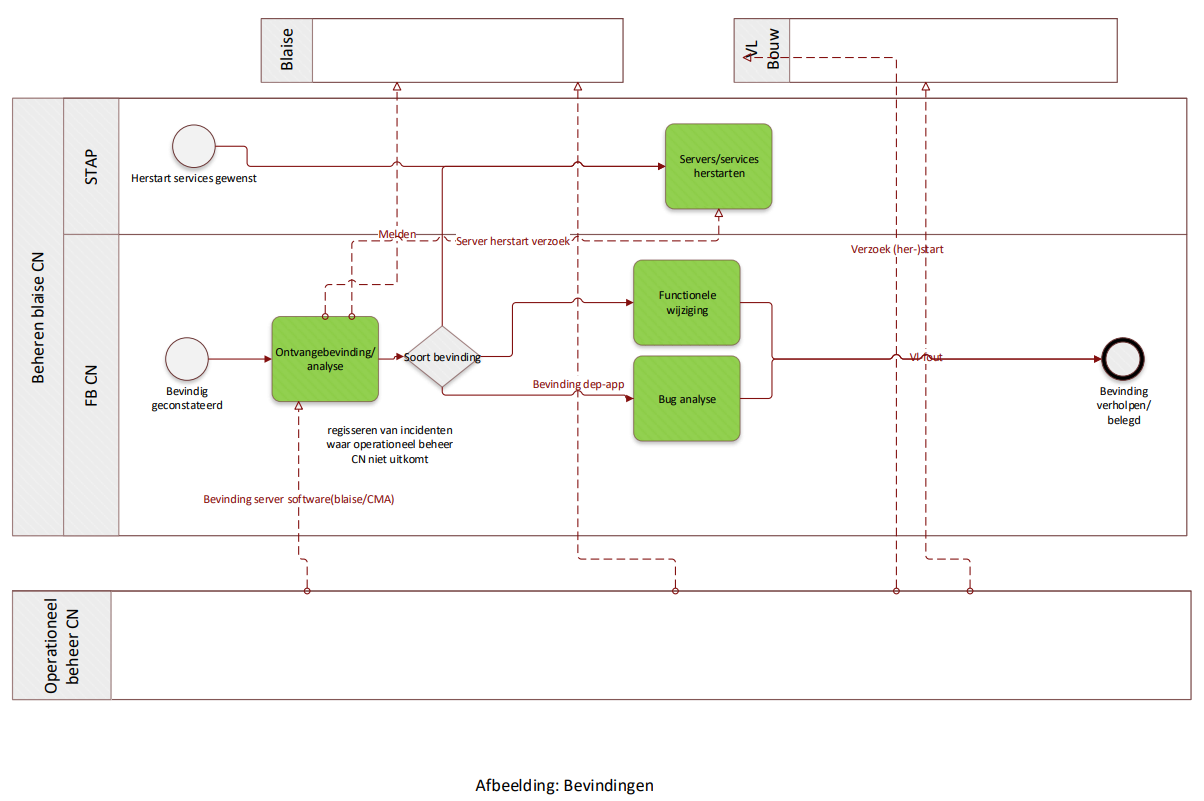 Blaise
VL
Bouw
Beheren blaise CN
STAP
Herstart services gewenst
Servers/services
herstarten
Melden
Server herstart verzoek
Verzoek (her-)start
FB CN
Functionele
wijziging
Ontvangebevinding/
analyse
Soort bevinding
Vl fout
Bevindig
geconstateerd
Bevinding dep-app
Bug analyse
Bevinding
verholpen/
belegd
regisseren van incidenten
waar operationeel beheer
CN niet uitkomt
Bevinding server software(blaise/CMA)
Operationeel
beheer CN
Afbeelding: Bevindingen